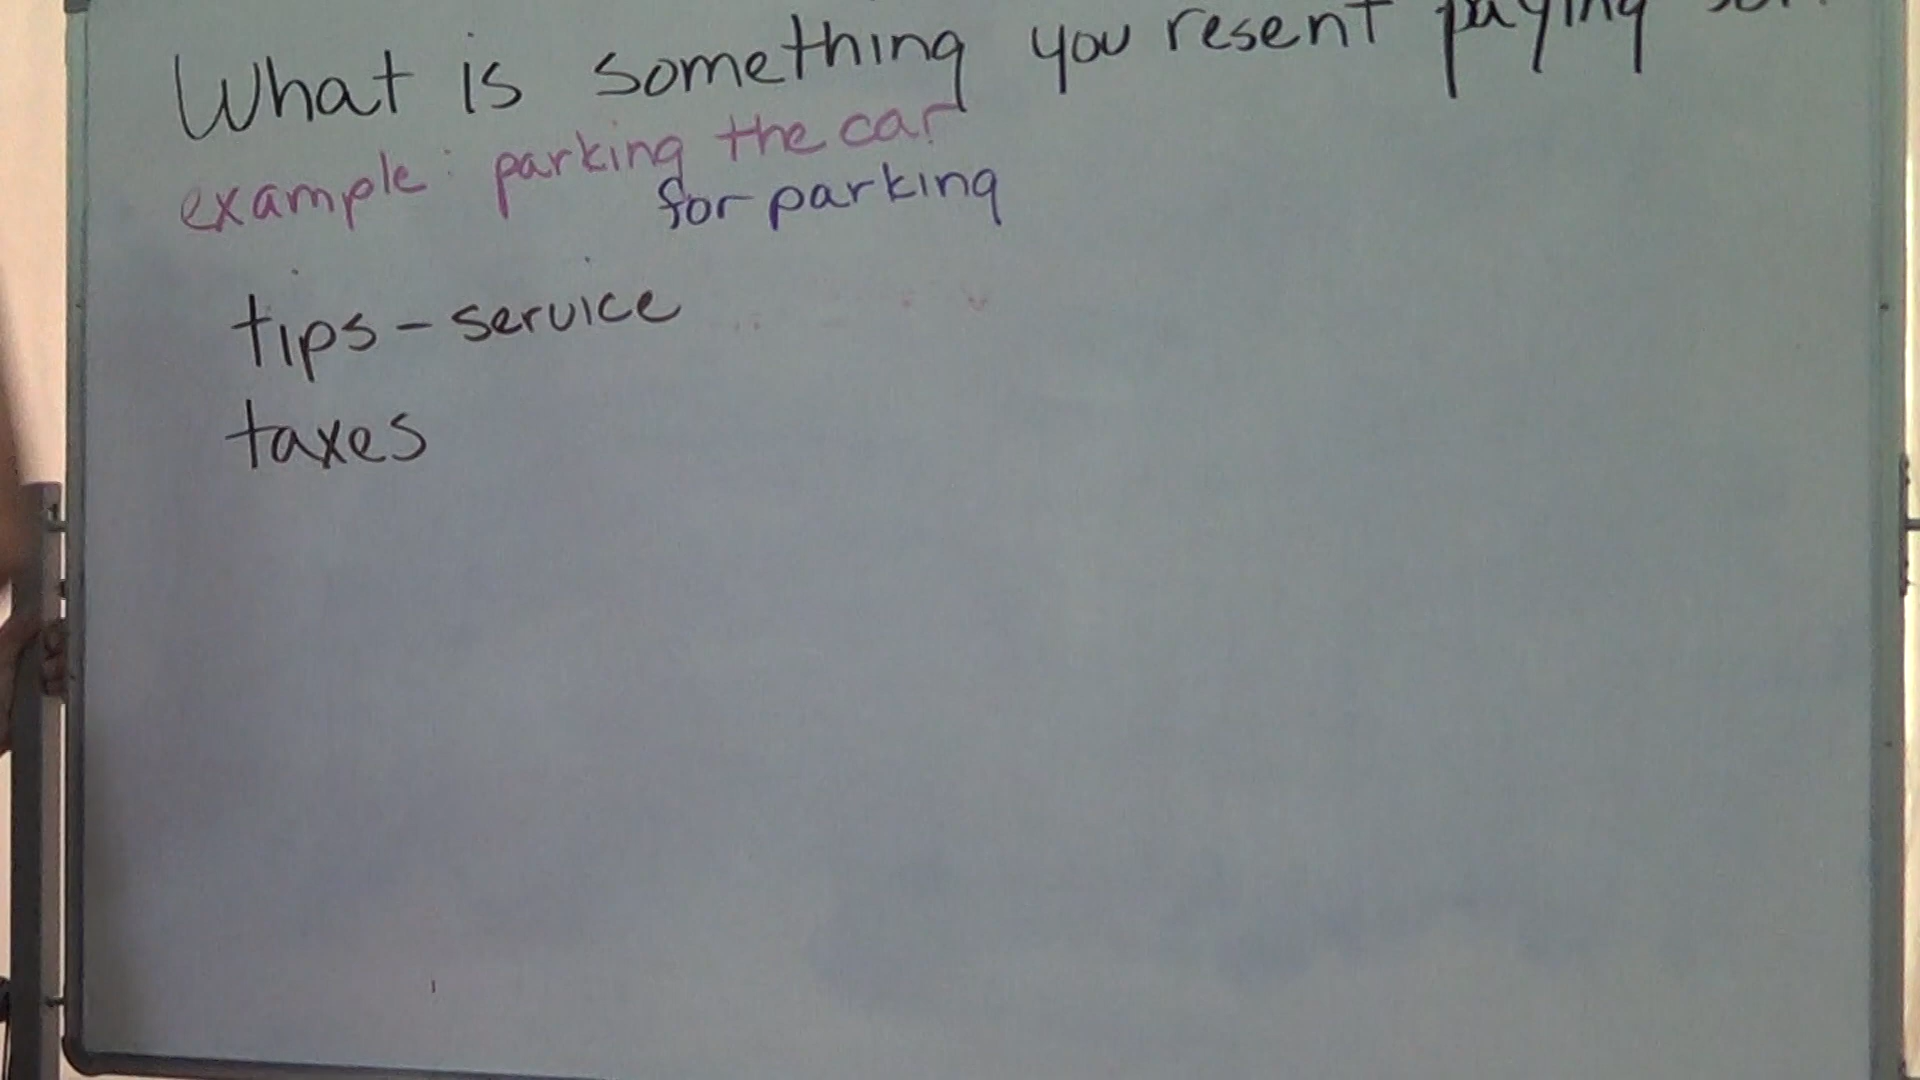 What is something you resent paying
example: parking the car
for parking
tips - service
taxes